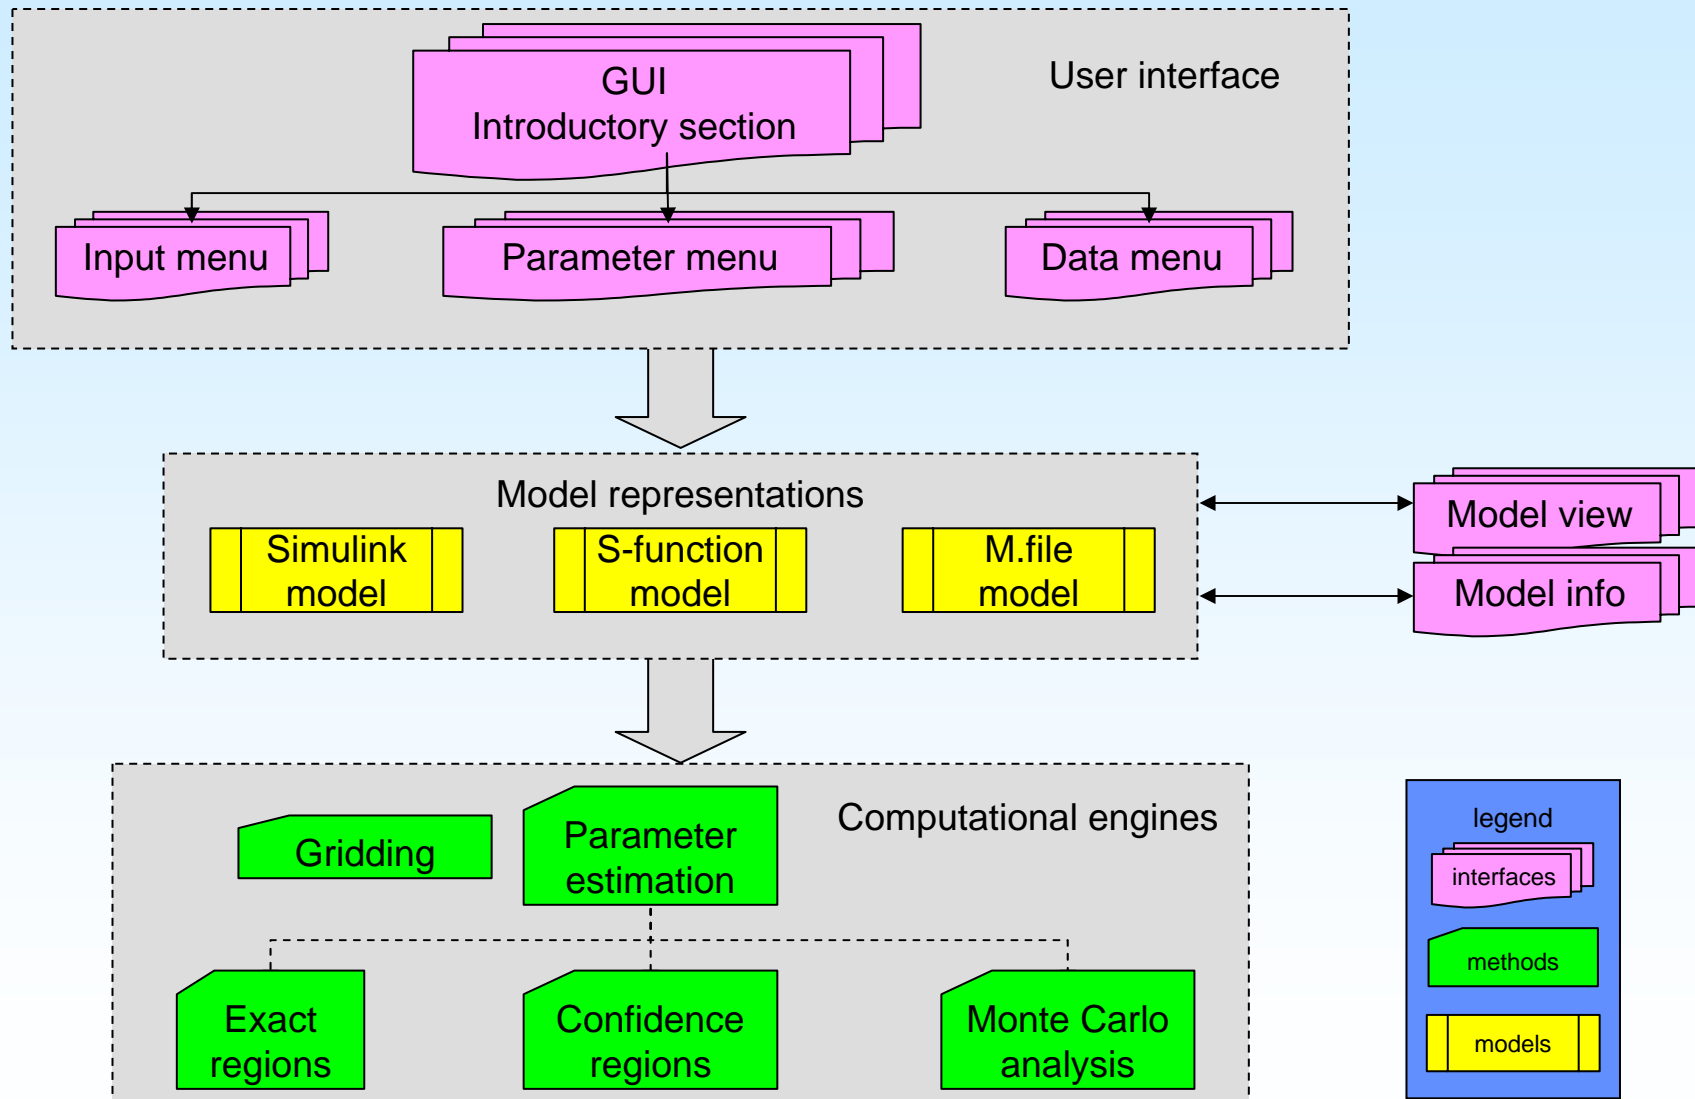 User interface
GUI
Introductory section
Input menu
Parameter menu
Data menu
Model representations
Simulink
model
S-function
model
M.file
model
Model view
Model info
Computational engines
Gridding
Parameter
estimation
Exact
regions
Confidence
regions
Monte Carlo
analysis
legend
interfaces
methods
models